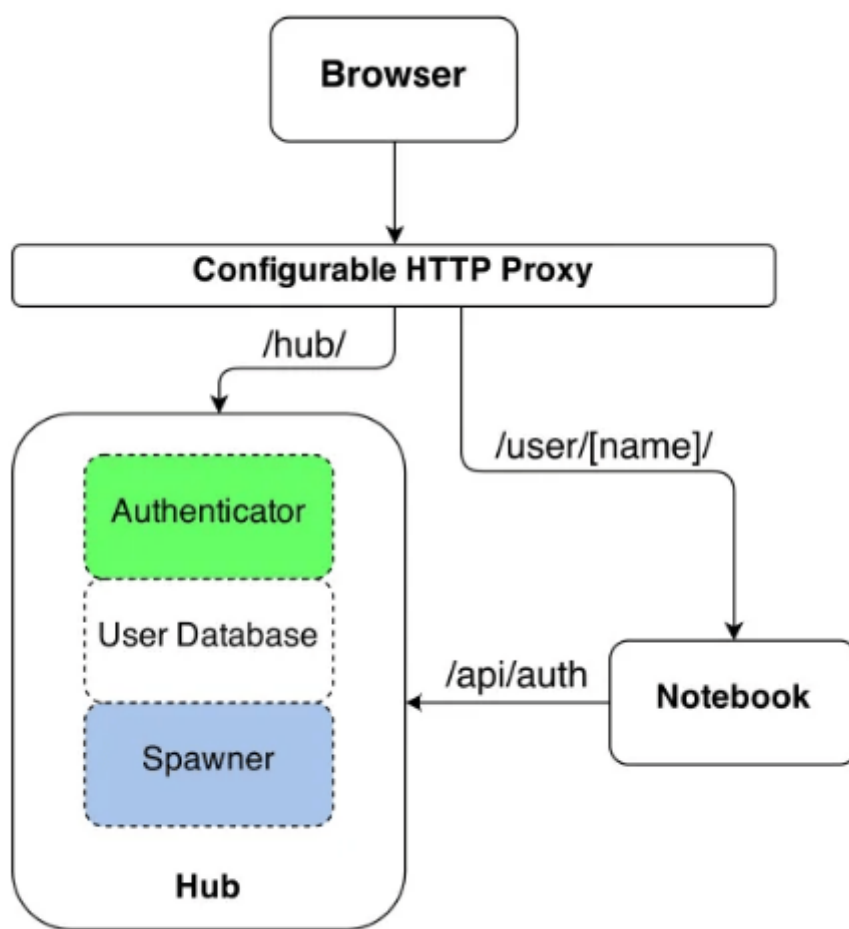 Browser
Configurable HTTP Proxy
/hub/
/user/[name]/
Authenticator
User Database
/api/auth
Notebook
Spawner
Hub